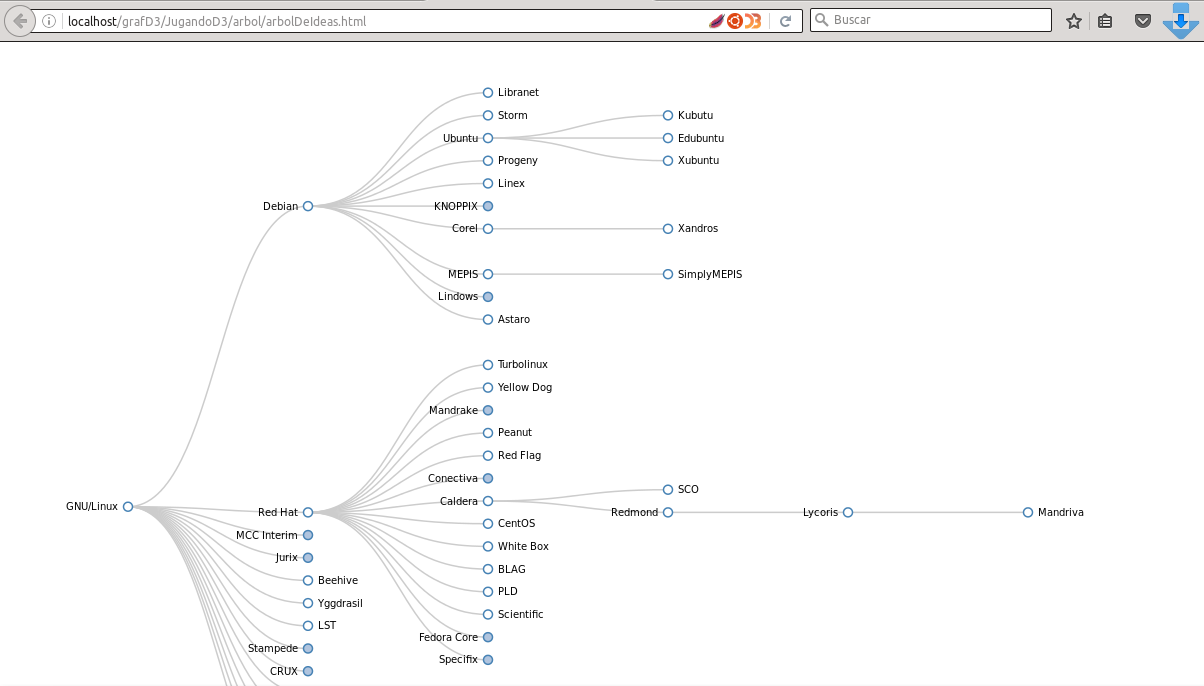 localhost/grafD3/JugandoD3/arbol/arbolDeIdeas.html
Buscar
Libranet
Storm
Ubuntu
Kubutu
Edubuntu
Xubuntu
Progeny
Linex
Debian
KNOPPIX
Corel
Xandros
MEPIS
SimplyMEPIS
Lindows
Astaro
Turbolinux
Yellow Dog
Mandrake
Peanut
Red Flag
Conectiva
Caldera
SCO
GNU/Linux
Red Hat
Redmond
Lycoris
Mandriva
CentOS
MCC Interim
White Box
Jurix
BLAG
Beehive
PLD
Yggdrasil
Scientific
LST
Fedora Core
Stampede
Specifix
CRUX